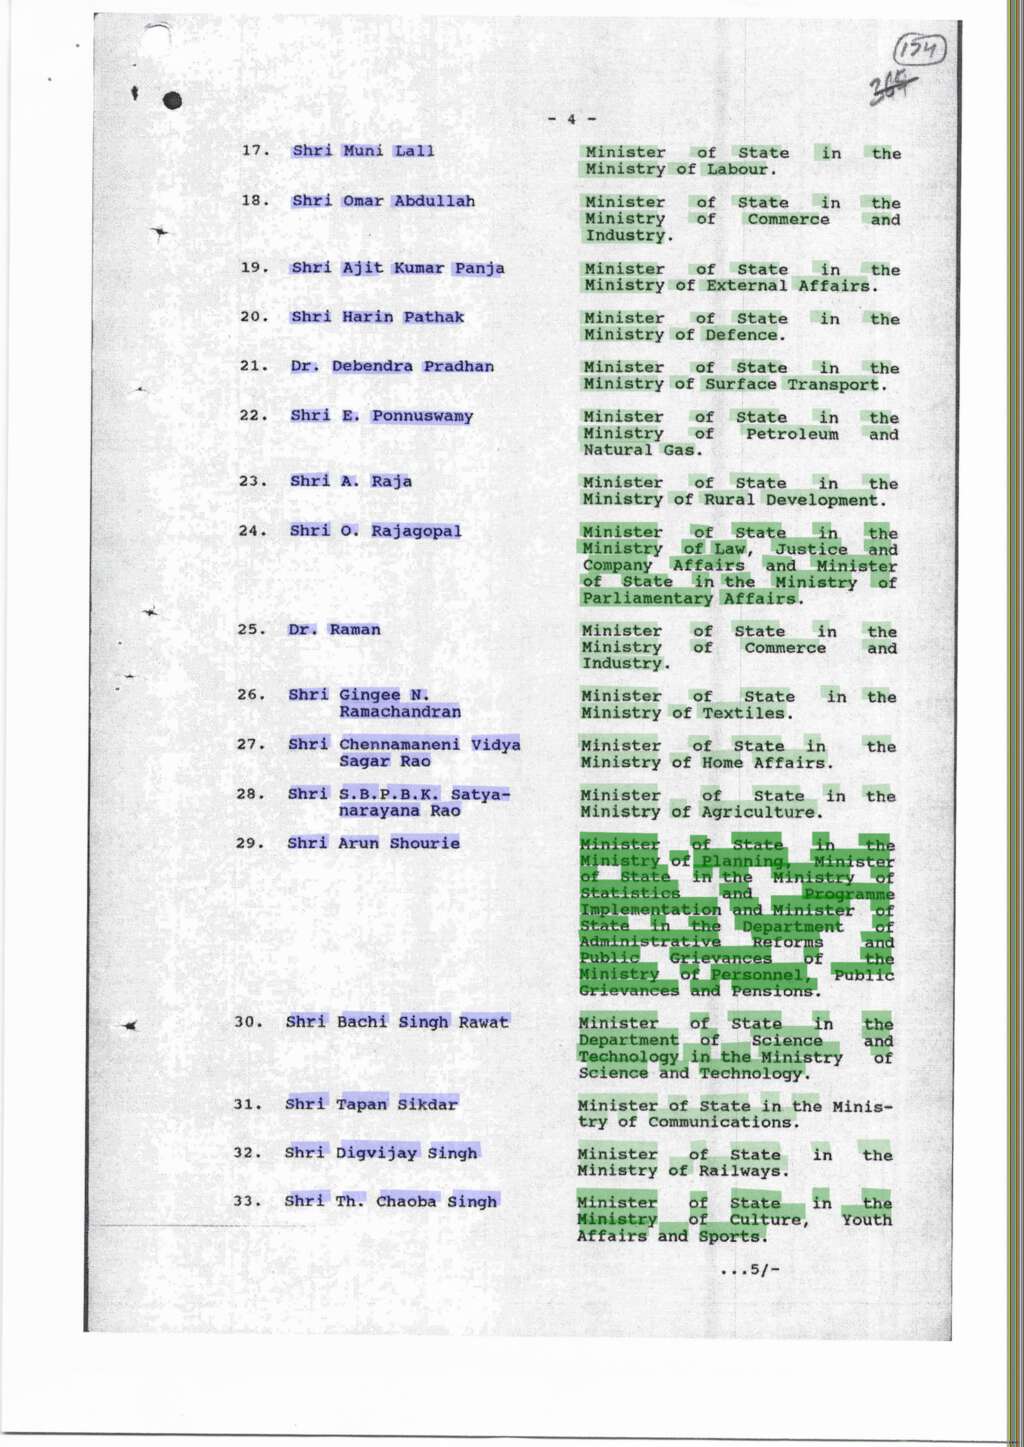 154
- 4 -
17. Shri Muni Lall Minister of State in the
Ministry of Labour.
18. Shri Omar Abdullah Minister of State in the
Ministry of Commerce and
Industry.
19. Shri Ajit Kumar Panja Minister of State in the
Ministry of External Affairs.
20. Shri Harin Pathak Minister of State in the
Ministry of Defence.
21. Dr. Debendra Pradhan Minister of State in the
Ministry of Surface Transport.
22. Shri E. Ponnuswamy Minister of State in the
Ministry of Petroleum and
Natural Gas.
23. Shri A. Raja Minister of State in the
Ministry of Rural Development.
24. Shri O. Rajagopal Minister of State in the
Ministry of Law, Justice and
Company Affairs and Minister
of State in the Ministry of
Parliamentary Affairs.
25. Dr. Raman Minister of State in the
Ministry of Commerce and
Industry.
26. Shri Gingee N. Minister of State in the
Ramachandran Ministry of Textiles.
27. Shri Chennamaneni Vidya Minister of State in the
Sagar Rao Ministry of Home Affairs.
28. Shri S.B.P.B.K. Satya- Minister of State in the
narayana Rao Ministry of Agriculture.
29. Shri Arun Shourie Minister of State in the
Ministry of Planning, Minister
of State in the Ministry of
Statistics and Programme
Implementation and Minister of
State in the Department of
Administrative Reforms and
Public Grievances of the
Ministry of Personnel, Public
Grievances and Pensions.
30. Shri Bachi Singh Rawat Minister of State in the
Department of Science and
Technology in the Ministry of
Science and Technology.
31. Shri Tapan Sikdar Minister of State in the Minis-
try of Communications.
32. Shri Digvijay Singh Minister of State in the
Ministry of Railways.
33. Shri Th. Chaoba Singh Minister of State in the
Ministry of Culture, Youth
Affairs and Sports.
...5/-